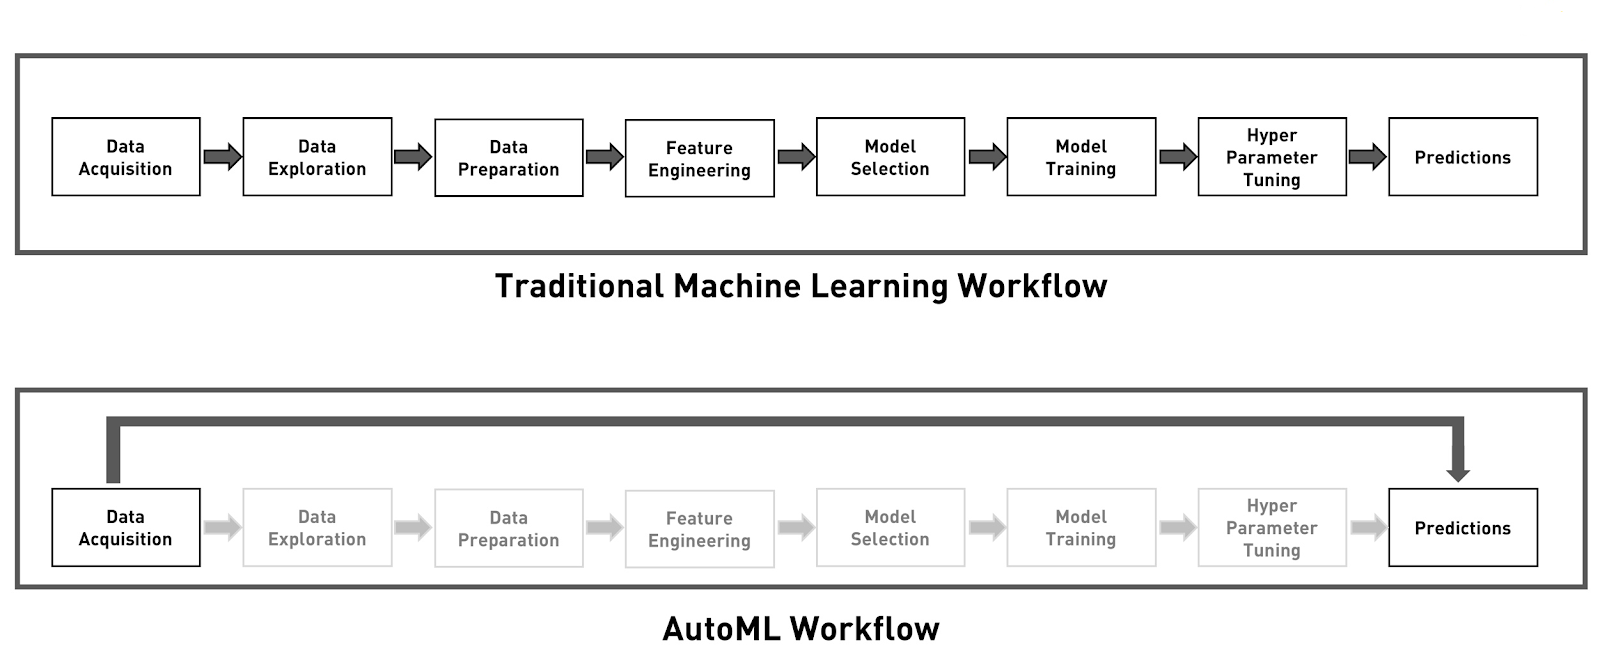 Data
Acquisition
Data
Exploration
Data
Preparation
Feature
Engineering
Model
Selection
Model
Training
Hyper
Parameter
Tuning
Predictions
Traditional Machine Learning Workflow
Data
Acquisition
Data
Exploration
Data
Preparation
Feature
Engineering
Model
Selection
Model
Training
Hyper
Parameter
Tuning
Predictions
AutoML Workflow